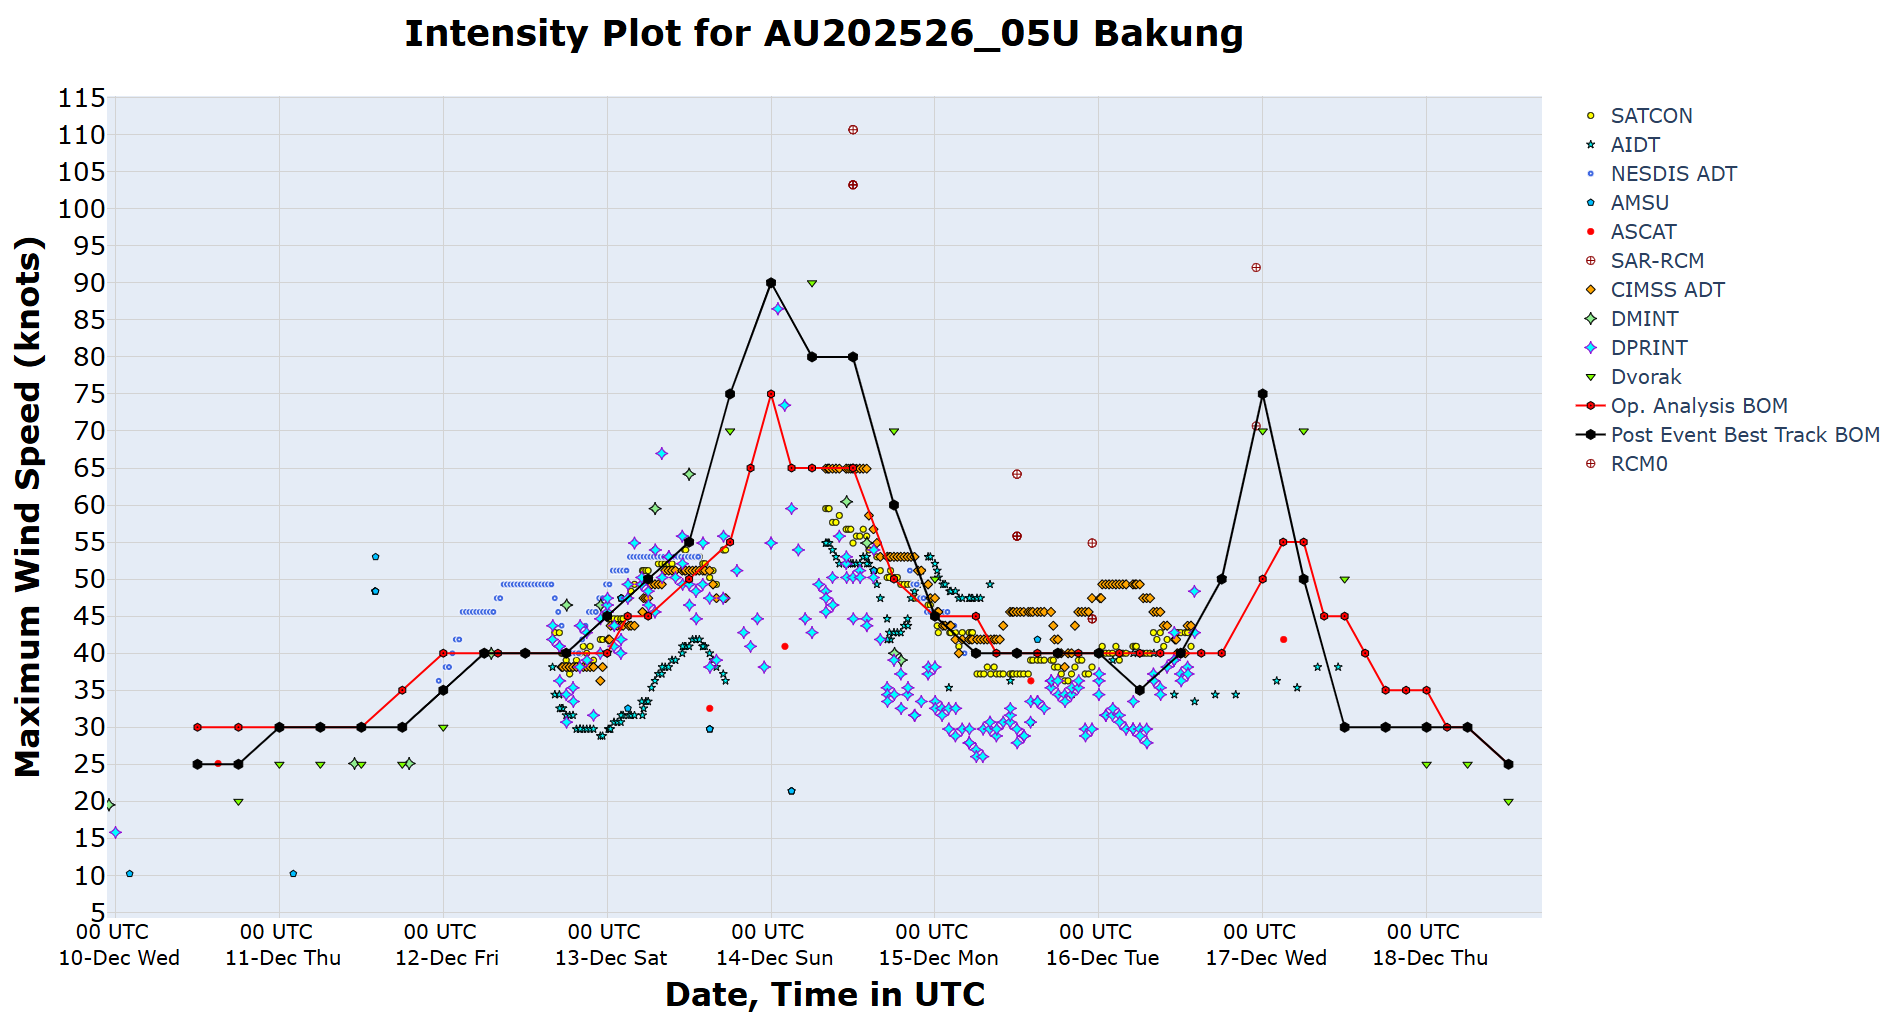 Intensity Plot for AU202526_05U Bakung
Maximum Wind Speed (knots)
115
110
105
100
95
90
85
80
75
70
65
60
55
50
45
40
35
30
25
20
15
10
5
00 UTC
10-Dec Wed
00 UTC
11-Dec Thu
00 UTC
12-Dec Fri
00 UTC
13-Dec Sat
00 UTC
14-Dec Sun
00 UTC
15-Dec Mon
00 UTC
16-Dec Tue
00 UTC
17-Dec Wed
00 UTC
18-Dec Thu
Date, Time in UTC
SATCON
AIDT
NESDIS ADT
AMSU
ASCAT
SAR-RCM
CIMSS ADT
DMINT
DPRINT
Dvorak
Op. Analysis BOM
Post Event Best Track BOM
RCM0